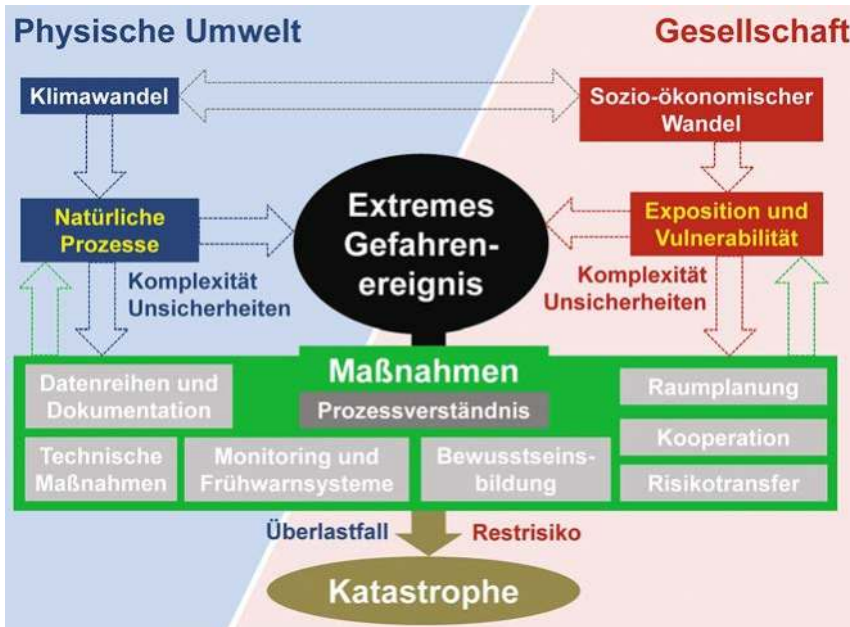 Physische Umwelt
Gesellschaft
Klimawandel
Sozio-ökonomischer
Wandel
Natürliche
Prozesse
Extremes
Gefahren-
ereignis
Exposition und
Vulnerabilität
Komplexität
Unsicherheiten
Komplexität
Unsicherheiten
Maßnahmen
Prozessverständnis
Datenreihen und
Dokumentation
Raumplanung
Kooperation
Technische
Maßnahmen
Monitoring und
Frühwarnsysteme
Bewusstseins-
bildung
Risikotransfer
Überlastfall
Restrisiko
Katastrophe